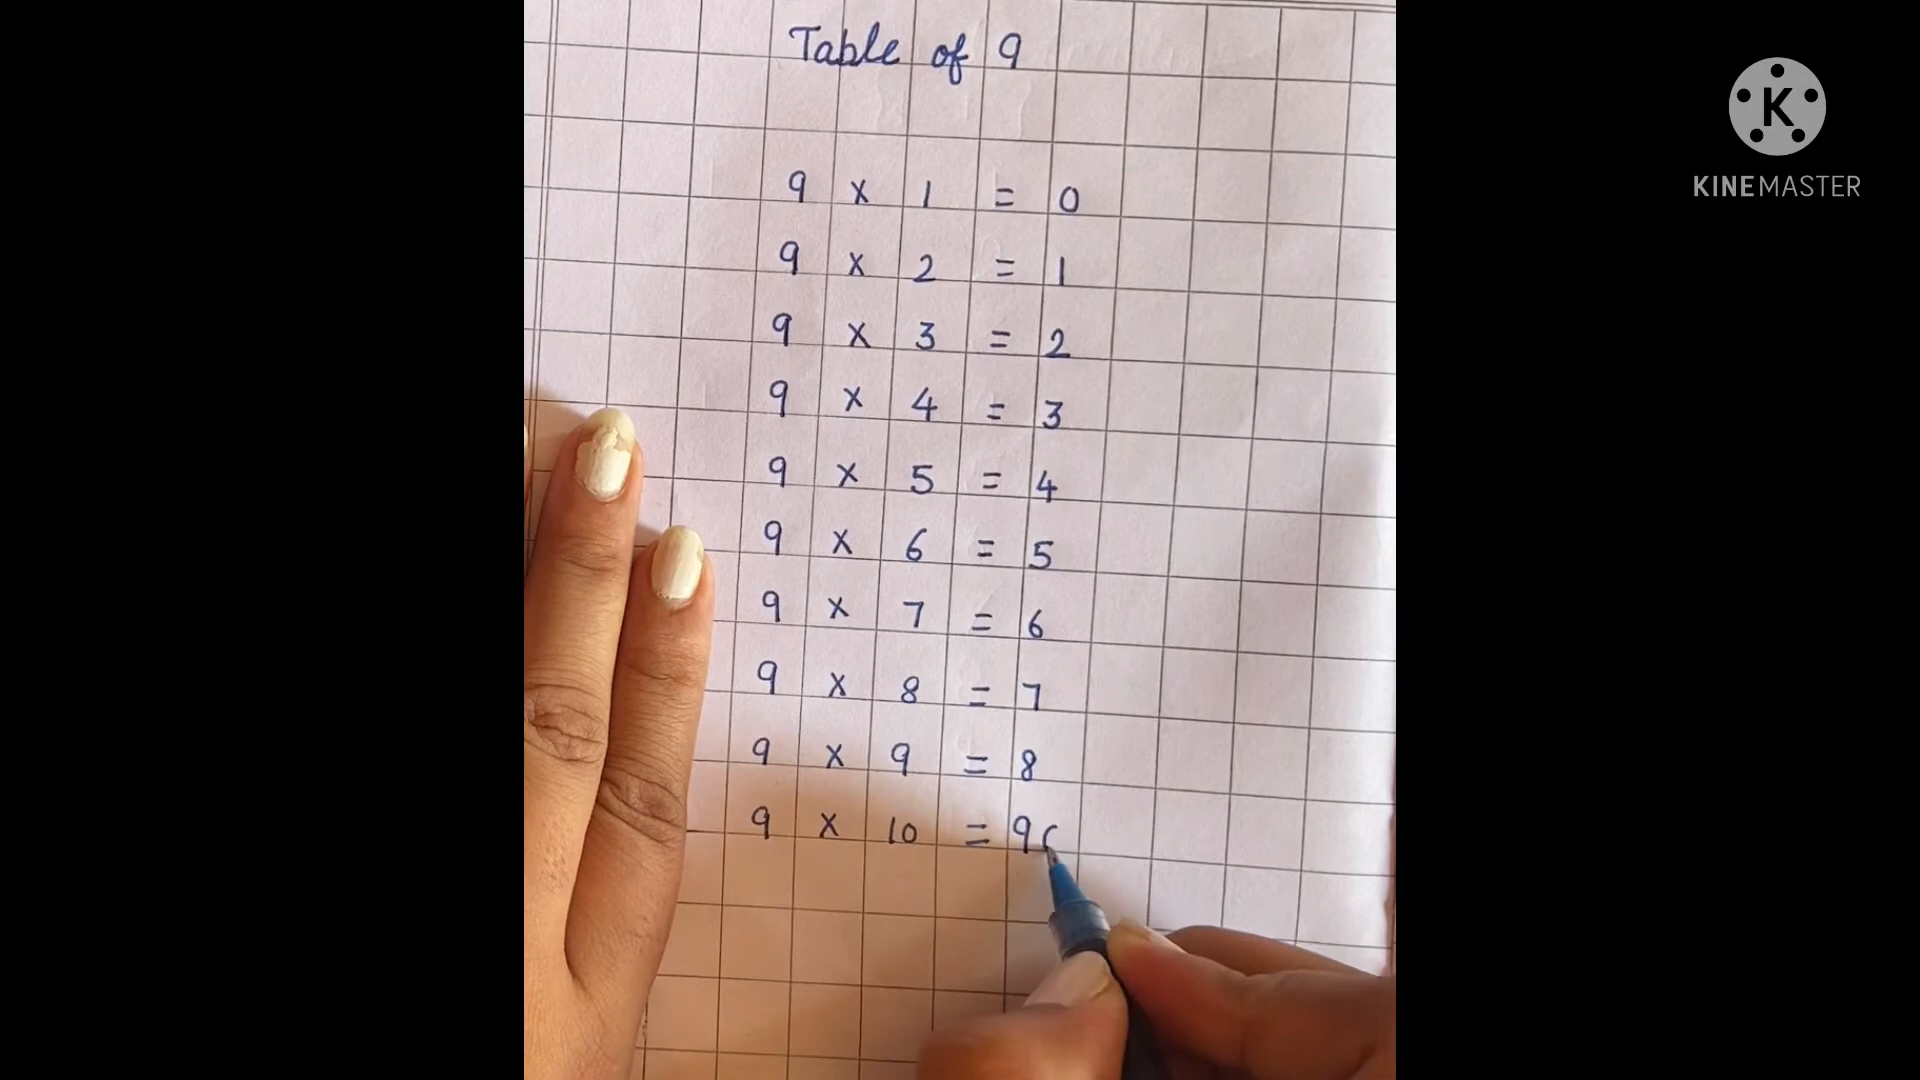 Table of 9
9 x 1 = 0
9 x 2 = 1
9 x 3 = 2
9 x 4 = 3
9 x 5 = 4
9 x 6 = 5
9 x 7 = 6
9 x 8 = 7
9 x 9 = 8
9 x 10 = 90
K
KINEMASTER